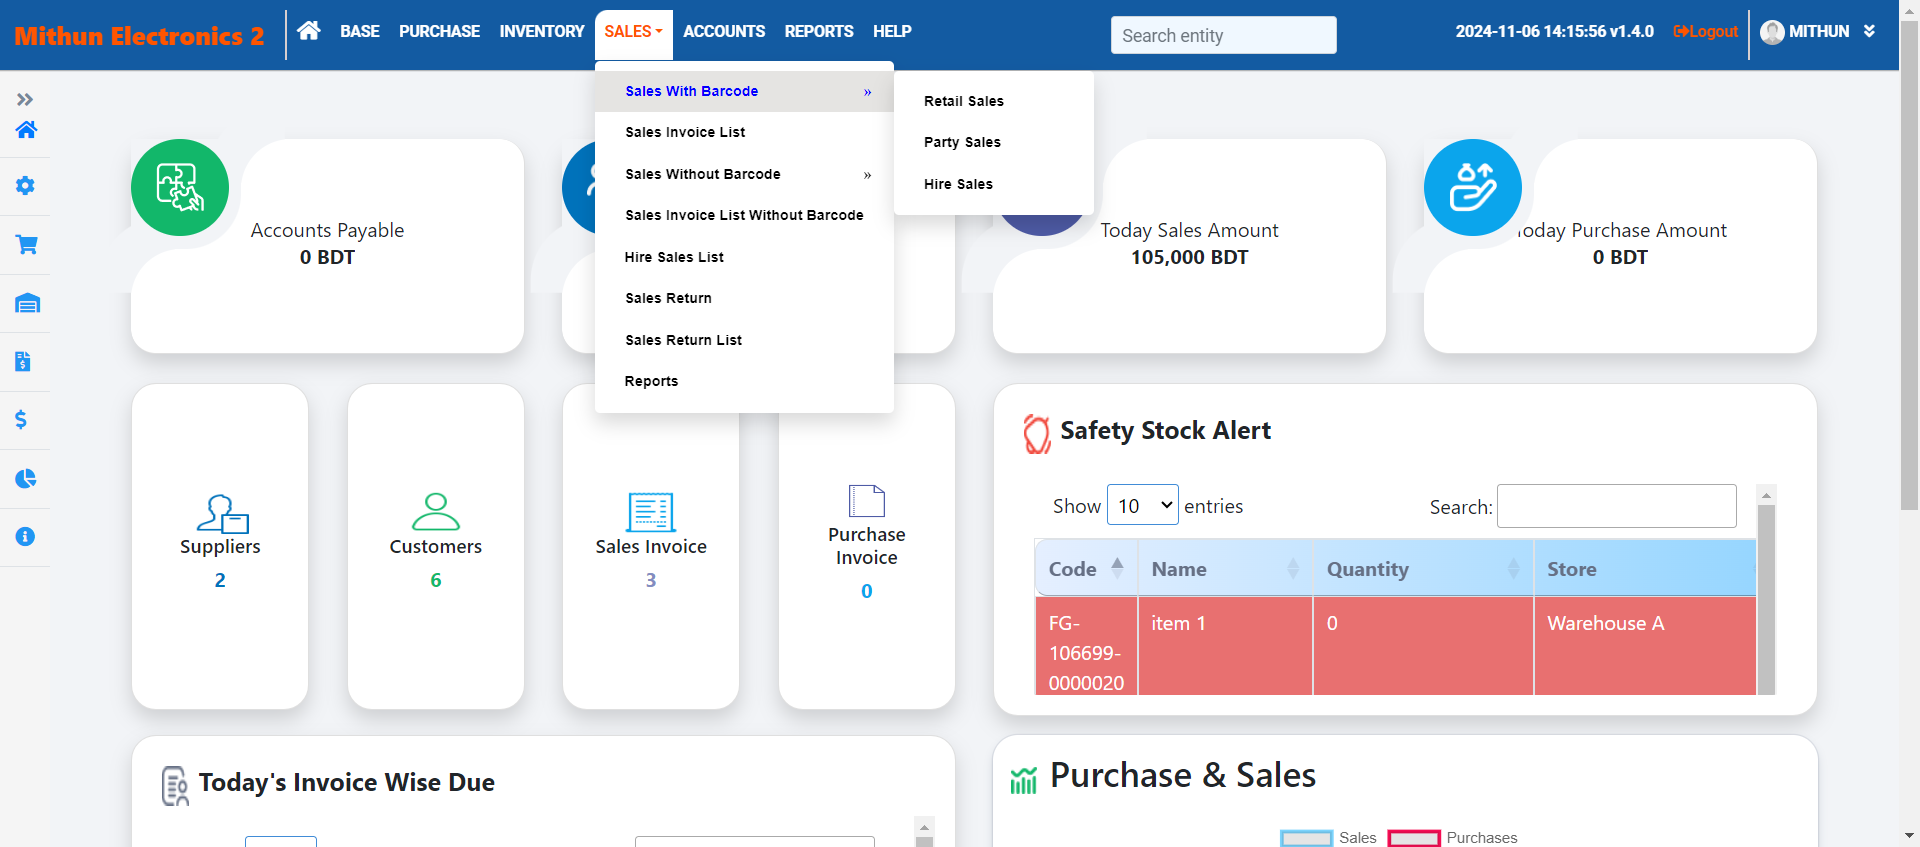 Mithun Electronics 2
BASE PURCHASE INVENTORY SALES ACCOUNTS REPORTS HELP
Search entity
2024-11-06 14:15:56 v1.4.0 Logout MITHUN
Sales With Barcode »
Sales Invoice List
Sales Without Barcode »
Sales Invoice List Without Barcode
Hire Sales List
Sales Return
Sales Return List
Reports
Retail Sales
Party Sales
Hire Sales
Accounts Payable
0 BDT
Today Sales Amount
105,000 BDT
Today Purchase Amount
0 BDT
Suppliers
2
Customers
6
Sales Invoice
3
Purchase
Invoice
0
Safety Stock Alert
Show 10 entries
Search:
Code Name Quantity Store
FG-
106699-
0000020
item 1
0
Warehouse A
Today's Invoice Wise Due
Purchase & Sales
Sales Purchases